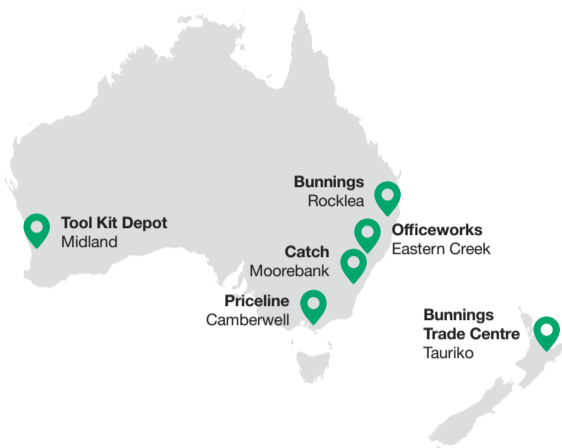 Bunnings
Rocklea
Tool Kit Depot
Midland
Officeworks
Eastern Creek
Catch
Moorebank
Priceline
Camberwell
Bunnings
Trade Centre
Tauriko